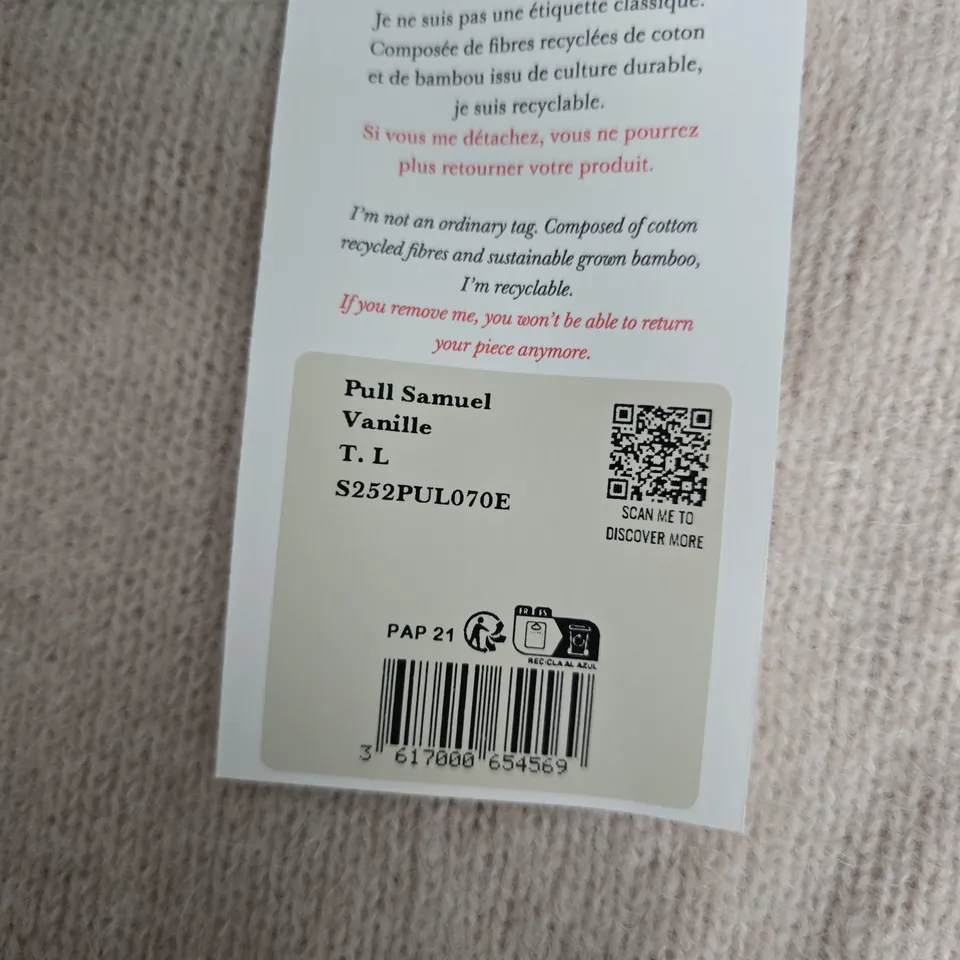 Je ne suis pas une étiquette classique.
Composée de fibres recyclées de coton
et de bambou issu de culture durable,
je suis recyclable.
Si vous me détachez, vous ne pourrez
plus retourner votre produit.
I'm not an ordinary tag. Composed of cotton
recycled fibres and sustainable grown bamboo,
I'm recyclable.
If you remove me, you won't be able to return
your piece anymore.
Pull Samuel
Vanille
T. L
S252PUL070E
SCAN ME TO
DISCOVER MORE
PAP 21
FR ES
RECICLA AL AZUL
3 617000 654569